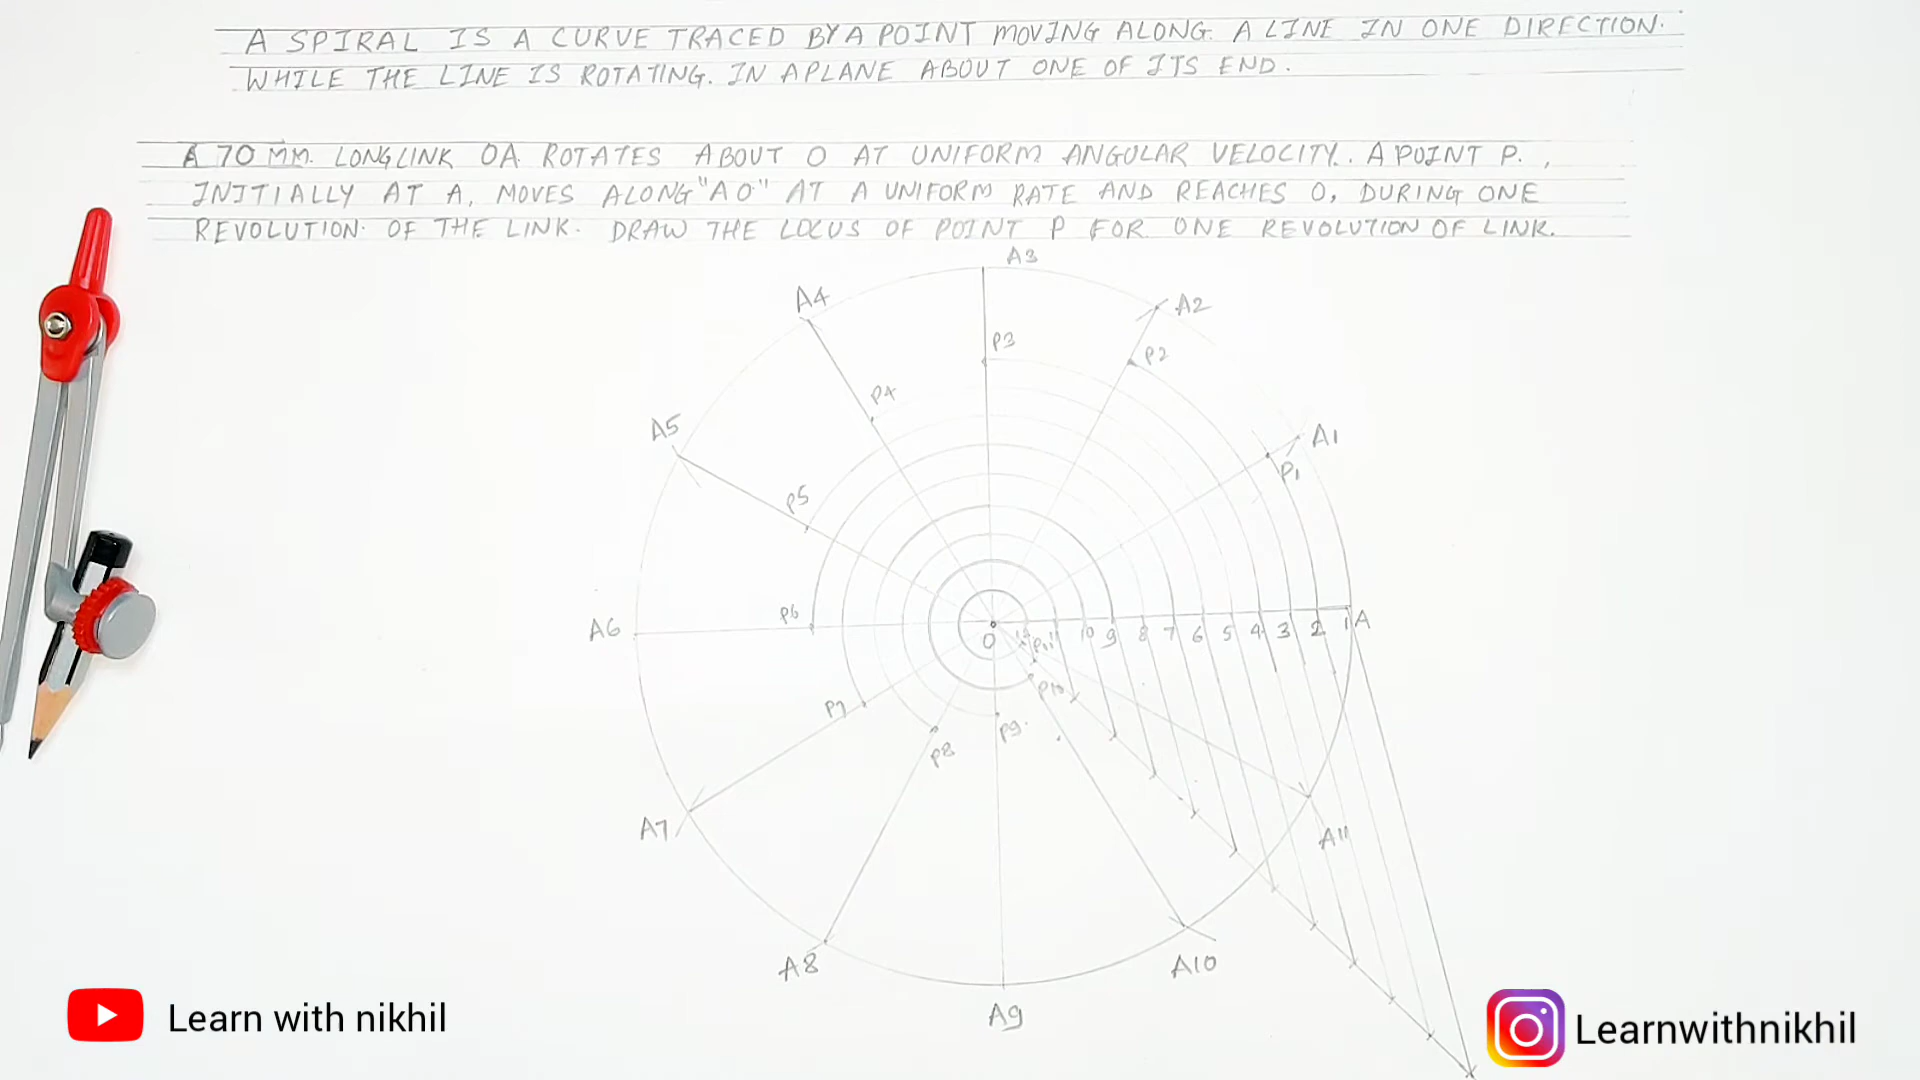 A SPIRAL IS A CURVE TRACED BY A POINT MOVING ALONG. A LINE IN ONE DIRECTION.
WHILE THE LINE IS ROTATING. IN A PLANE ABOUT ONE OF ITS END.
A 70 MM. LONG LINK OA ROTATES ABOUT O AT UNIFORM ANGULAR VELOCITY. . A POINT P. ,
INITIALLY AT A, MOVES ALONG "AO" AT A UNIFORM RATE AND REACHES O, DURING ONE
REVOLUTION. OF THE LINK. DRAW THE LOCUS OF POINT P FOR ONE REVOLUTION OF LINK.
A3
A4
A2
P3
P2
P4
A5
A1
P1
P5
P6
A6
O
P11
10 9 8 7 6 5 4 3 2 1 A
P10
P7
P9.
P8
A7
A11
A8
A10
A9
Learn with nikhil
Learnwithnikhil